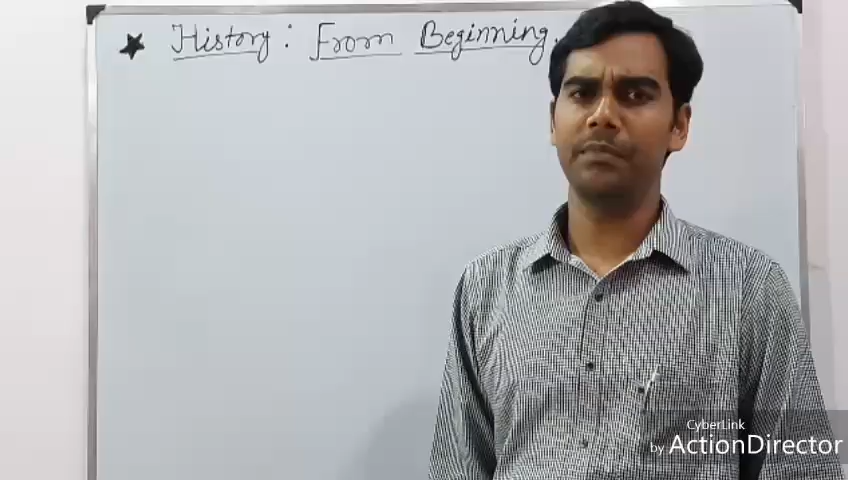 ★ History : From Beginning.
CyberLink
by ActionDirector